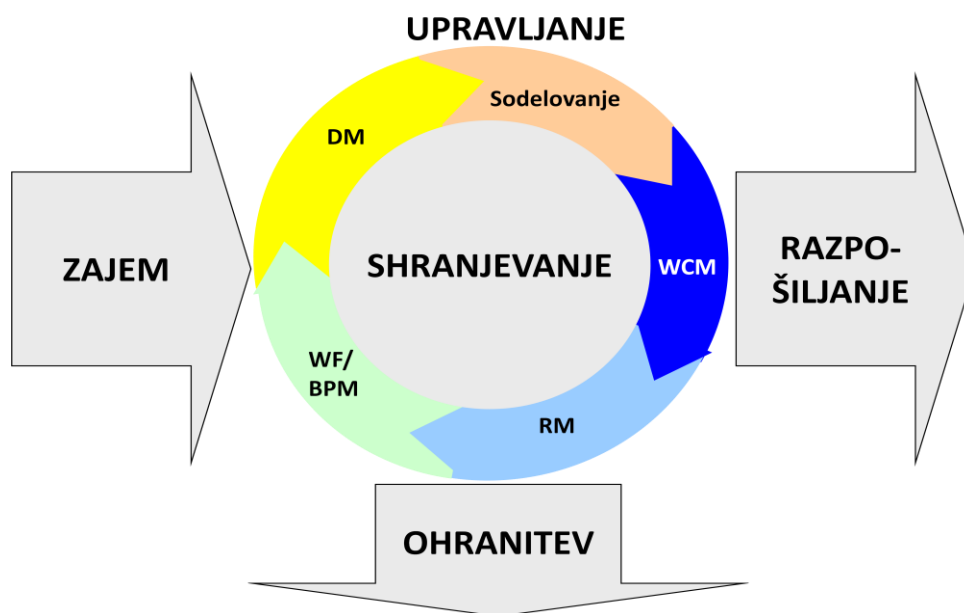 UPRAVLJANJE
Sodelovanje
DM
ZAJEM
SHRANJEVANJE
WCM
RAZPO-
ŠILJANJE
WF/
BPM
RM
OHRANITEV